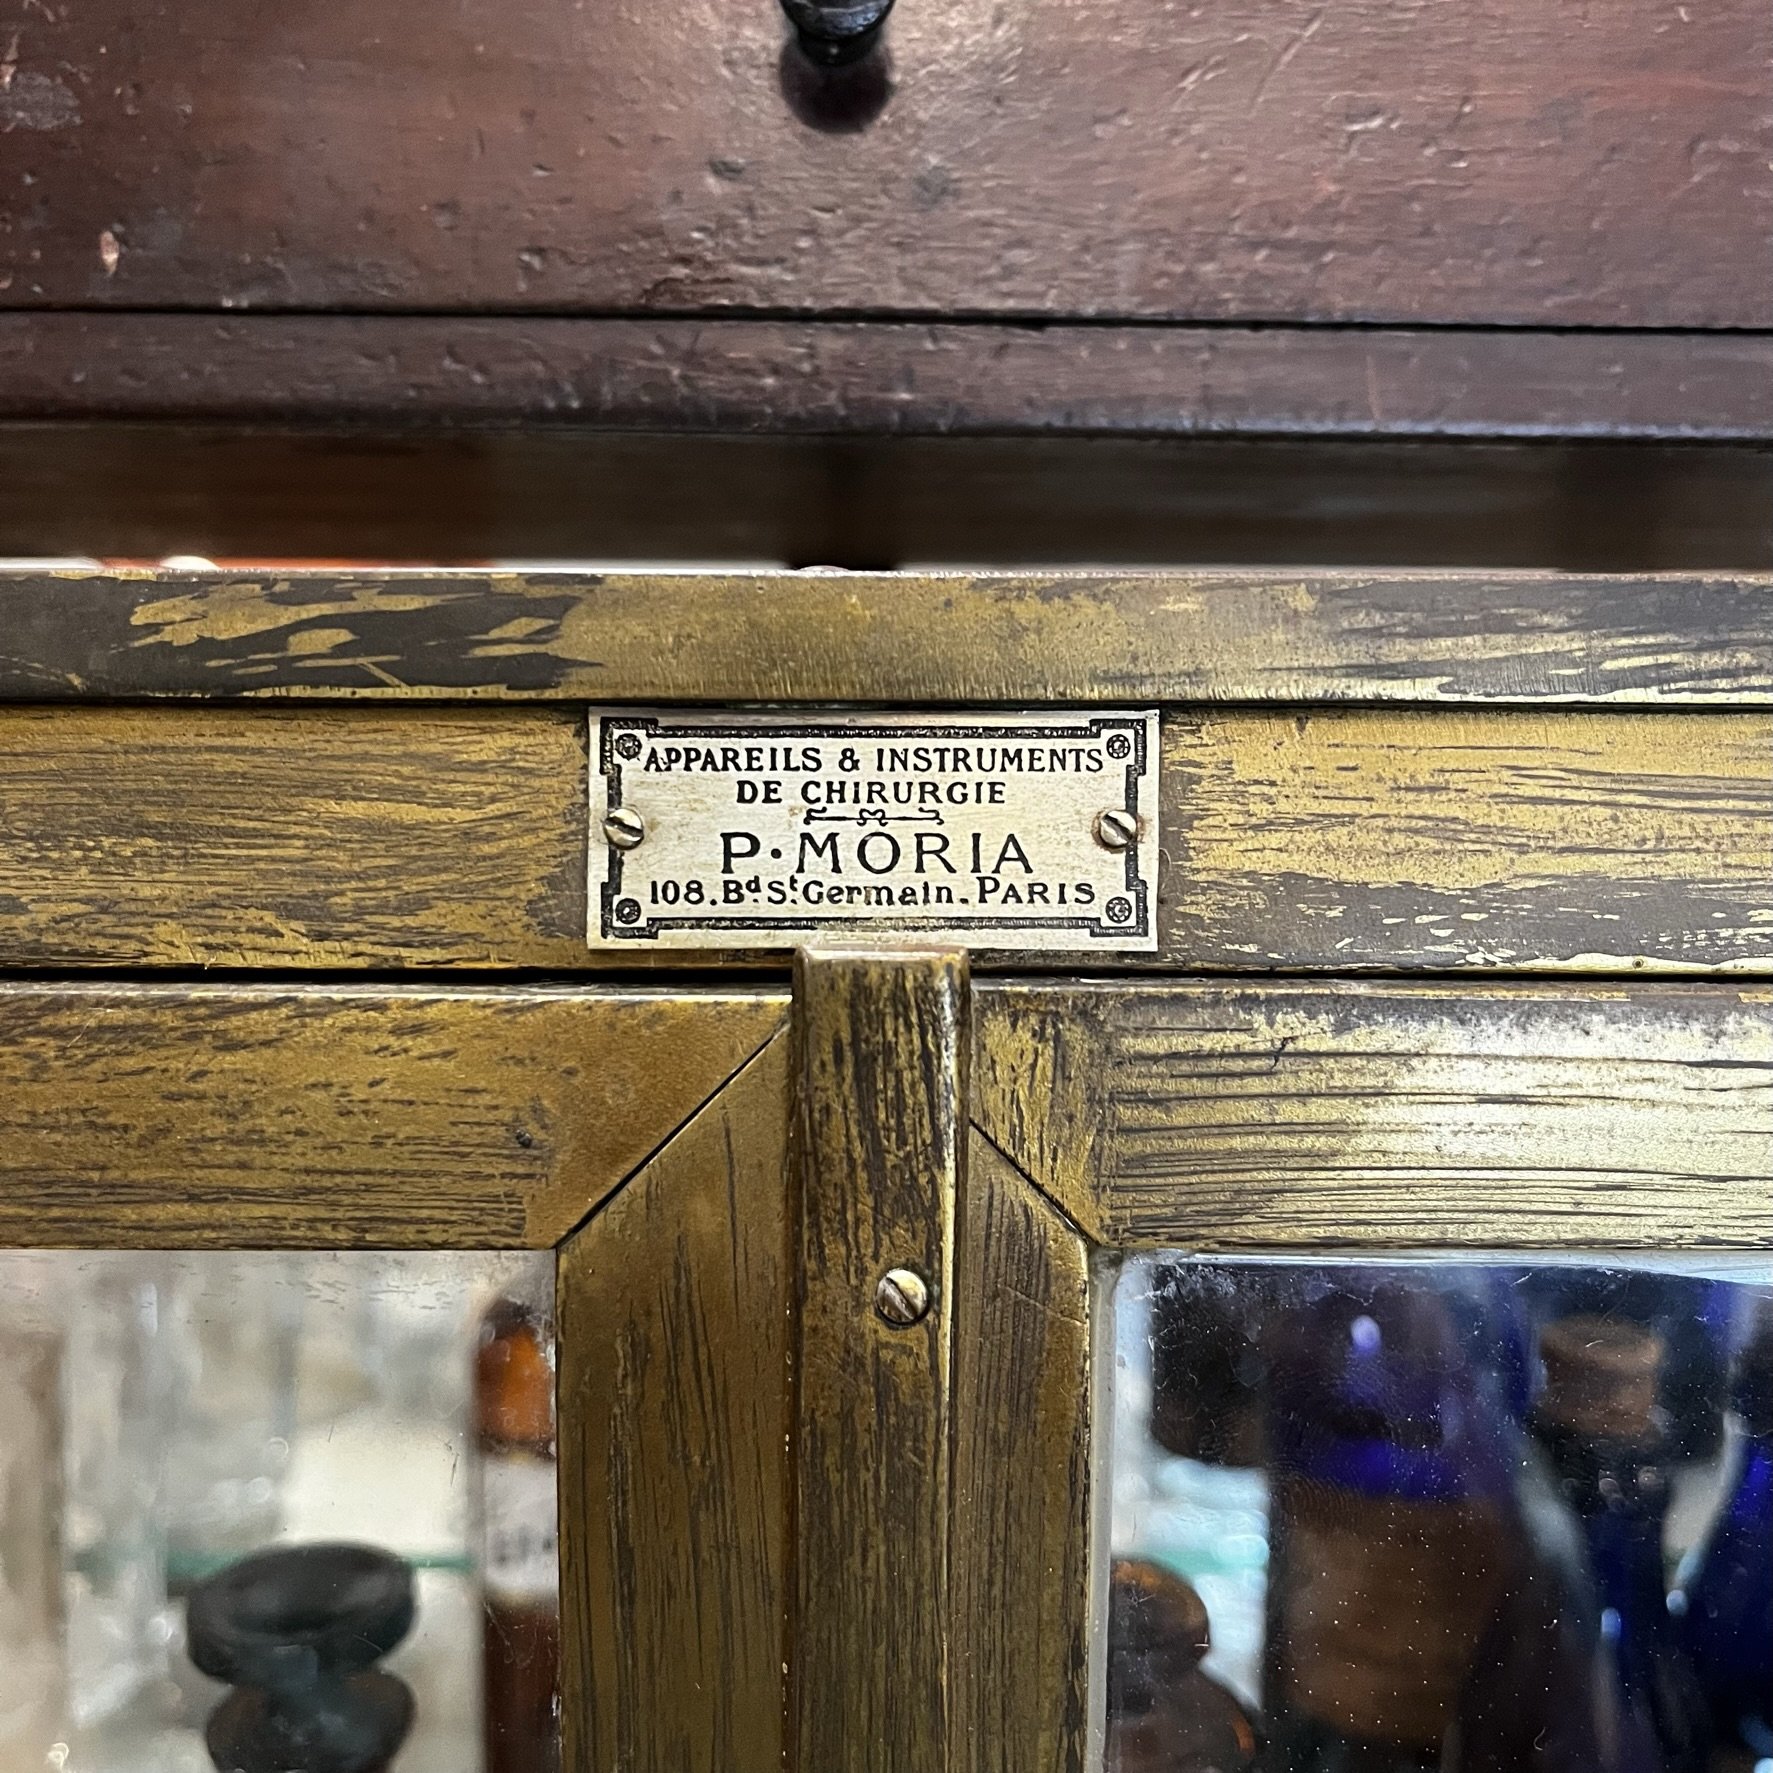 APPAREILS & INSTRUMENTS
DE CHIRURGIE
P. MORIA
108. Bd St. Germain. PARIS